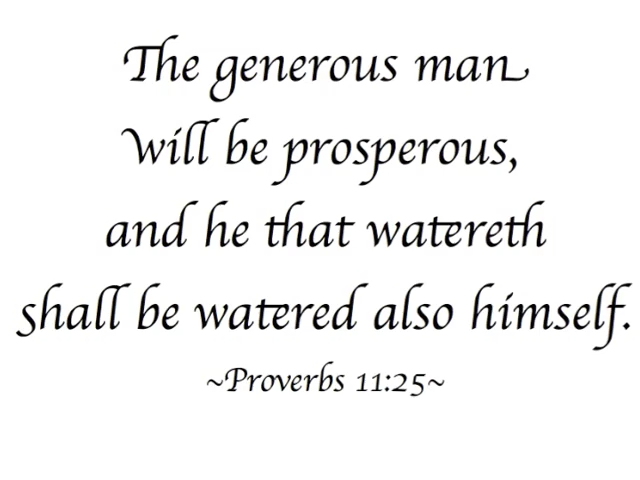 The generous man
will be prosperous,
and he that watereth
shall be watered also himself.
~Proverbs 11:25~